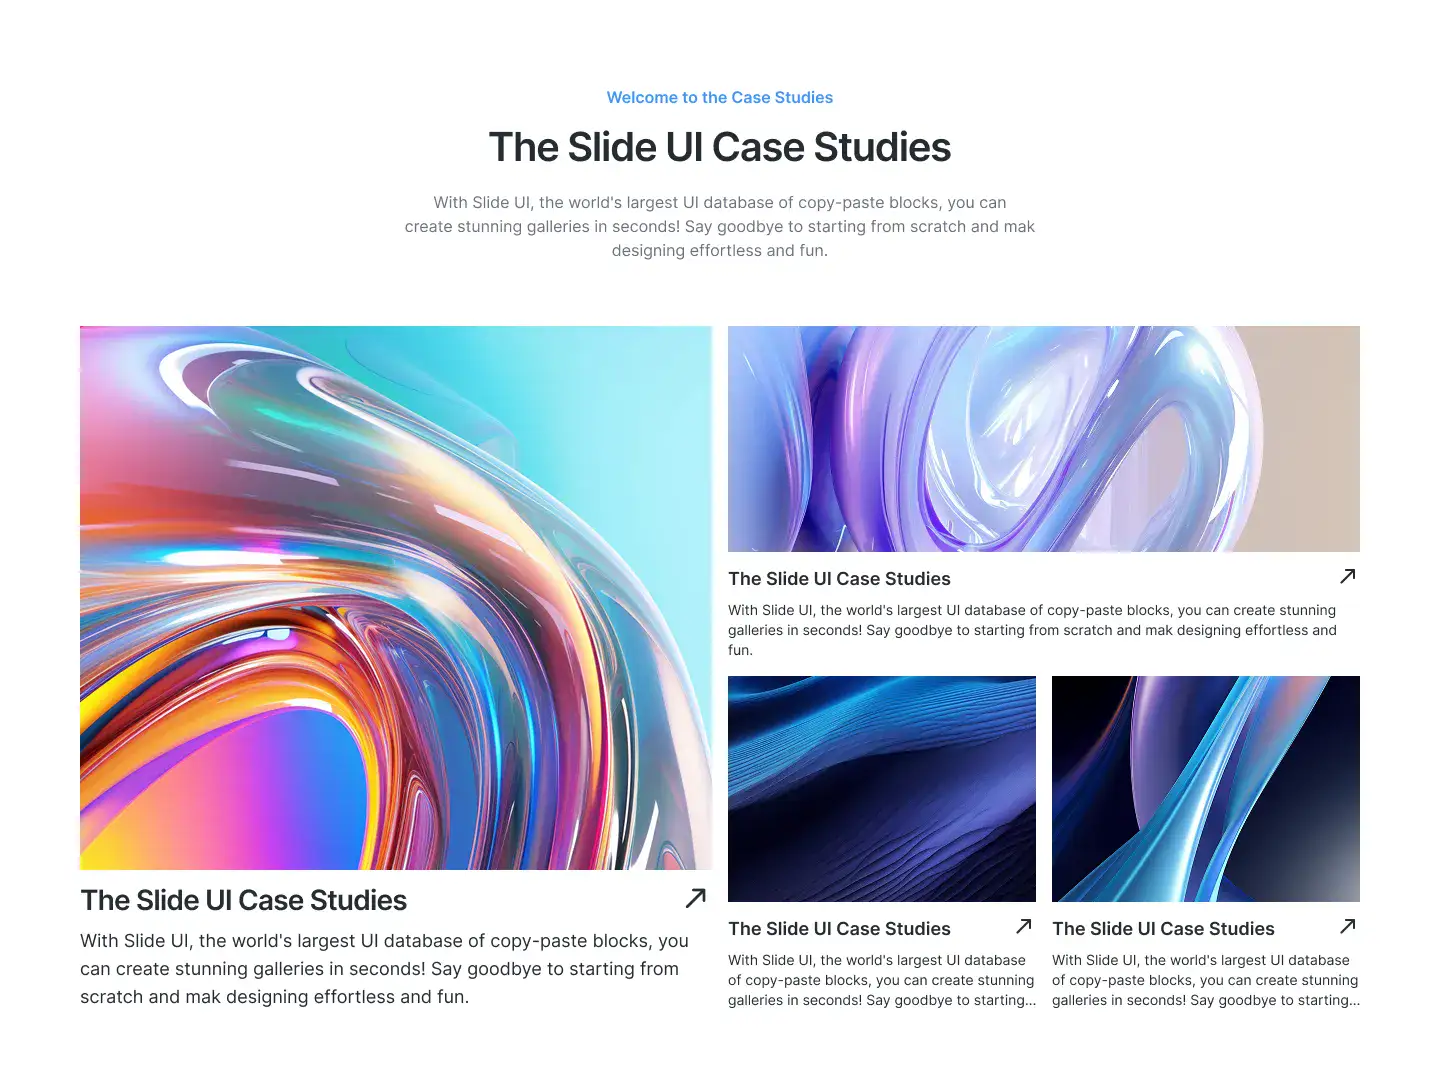 Welcome to the Case Studies
The Slide UI Case Studies
With Slide UI, the world's largest UI database of copy-paste blocks, you can
create stunning galleries in seconds! Say goodbye to starting from scratch and mak
designing effortless and fun.
The Slide UI Case Studies
With Slide UI, the world's largest UI database of copy-paste blocks, you
can create stunning galleries in seconds! Say goodbye to starting from
scratch and mak designing effortless and fun.
The Slide UI Case Studies
With Slide UI, the world's largest UI database of copy-paste blocks, you can create stunning
galleries in seconds! Say goodbye to starting from scratch and mak designing effortless and
fun.
The Slide UI Case Studies
With Slide UI, the world's largest UI database
of copy-paste blocks, you can create stunning
galleries in seconds! Say goodbye to starting...
The Slide UI Case Studies
With Slide UI, the world's largest UI database
of copy-paste blocks, you can create stunning
galleries in seconds! Say goodbye to starting...